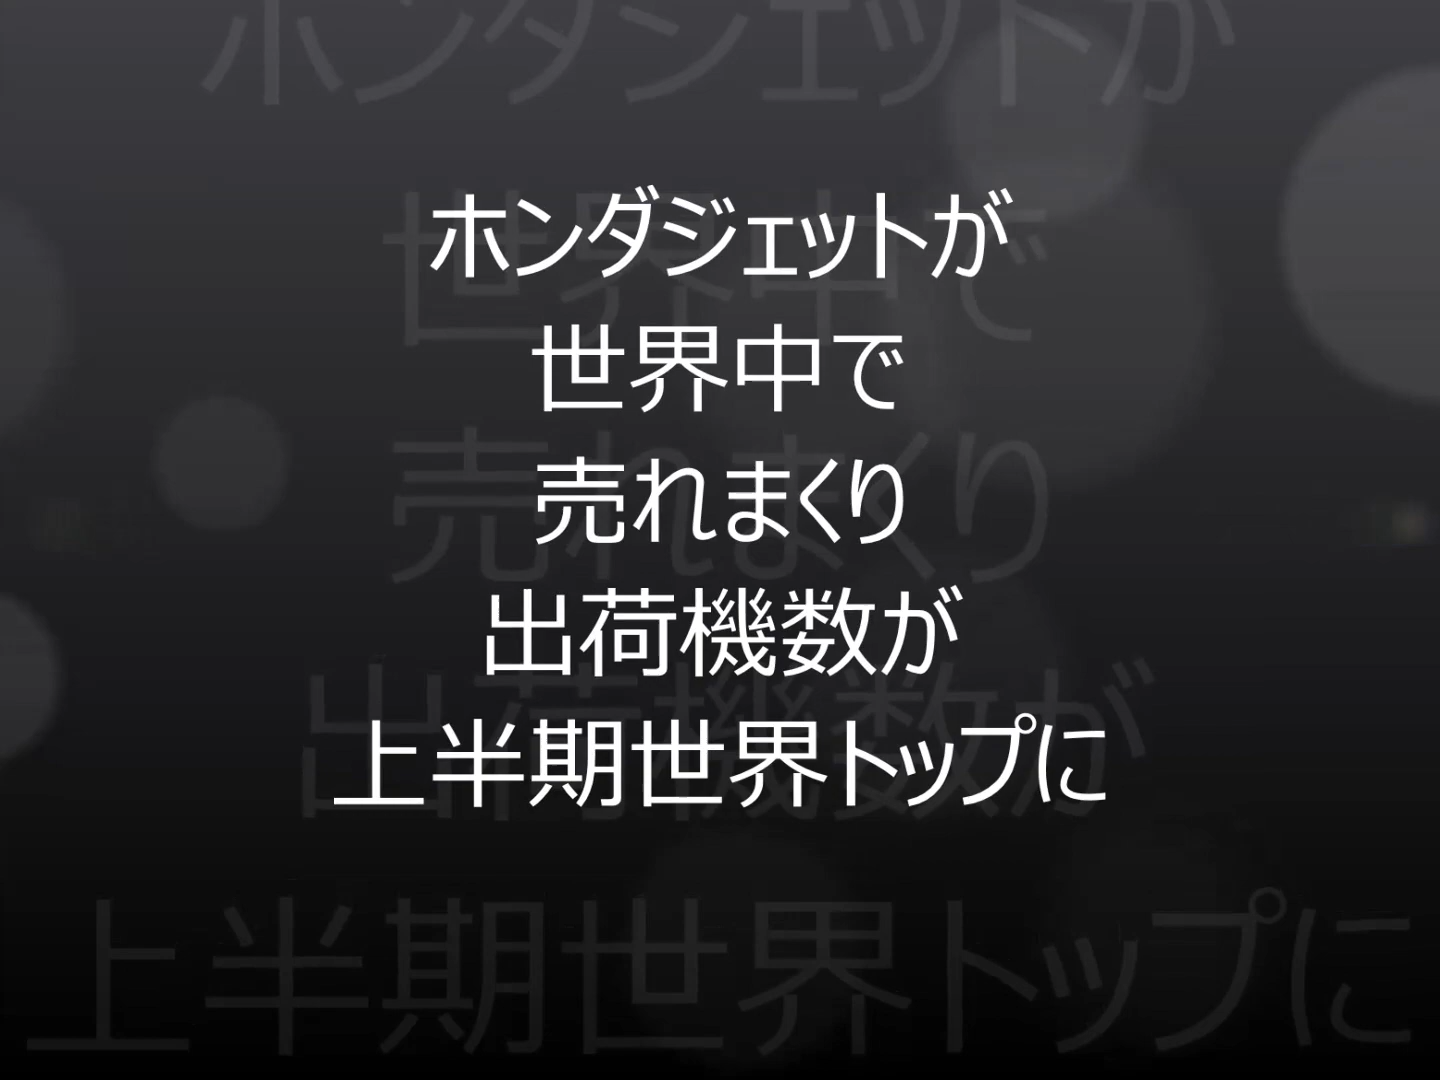 ホンダジェットが
世界中で
売れまくり
出荷機数が
上半期世界トップに